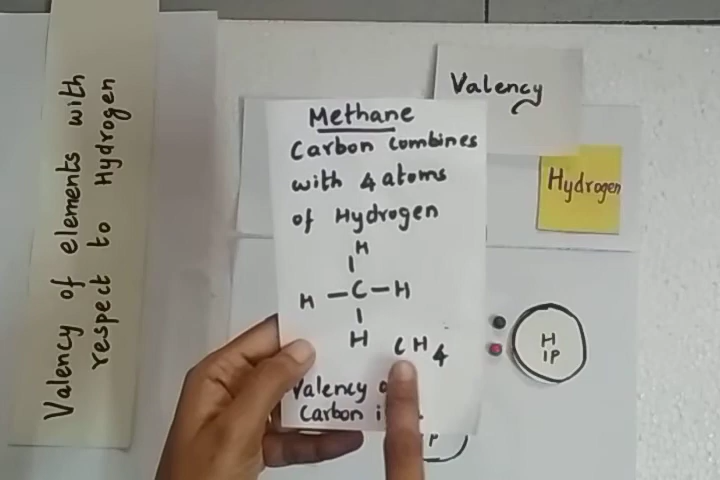 Valency of elements with
respect to Hydrogen
Valency
Hydrogen
Methane
Carbon combines
with 4 atoms
of Hydrogen
H
H - C - H
H
CH4
Valency
Carbon
H
1P
P